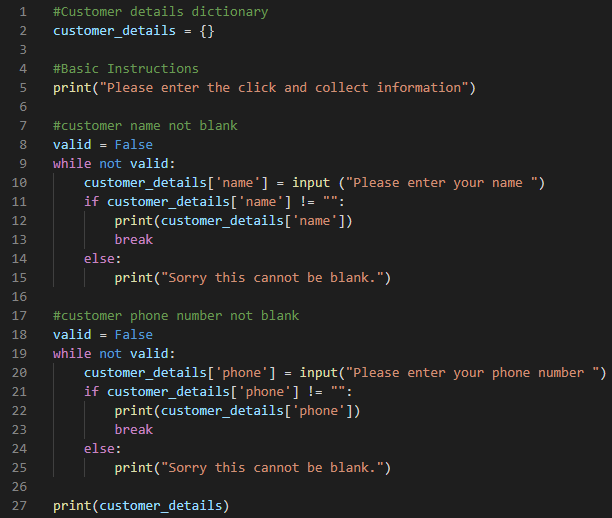 1 #Customer details dictionary
2 customer_details = {}
3
4 #Basic Instructions
5 print("Please enter the click and collect information")
6
7 #customer name not blank
8 valid = False
9 while not valid:
10     customer_details['name'] = input ("Please enter your name ")
11     if customer_details['name'] != "":
12         print(customer_details['name'])
13         break
14     else:
15         print("Sorry this cannot be blank.")
16
17 #customer phone number not blank
18 valid = False
19 while not valid:
20     customer_details['phone'] = input("Please enter your phone number ")
21     if customer_details['phone'] != "":
22         print(customer_details['phone'])
23         break
24     else:
25         print("Sorry this cannot be blank.")
26
27 print(customer_details)